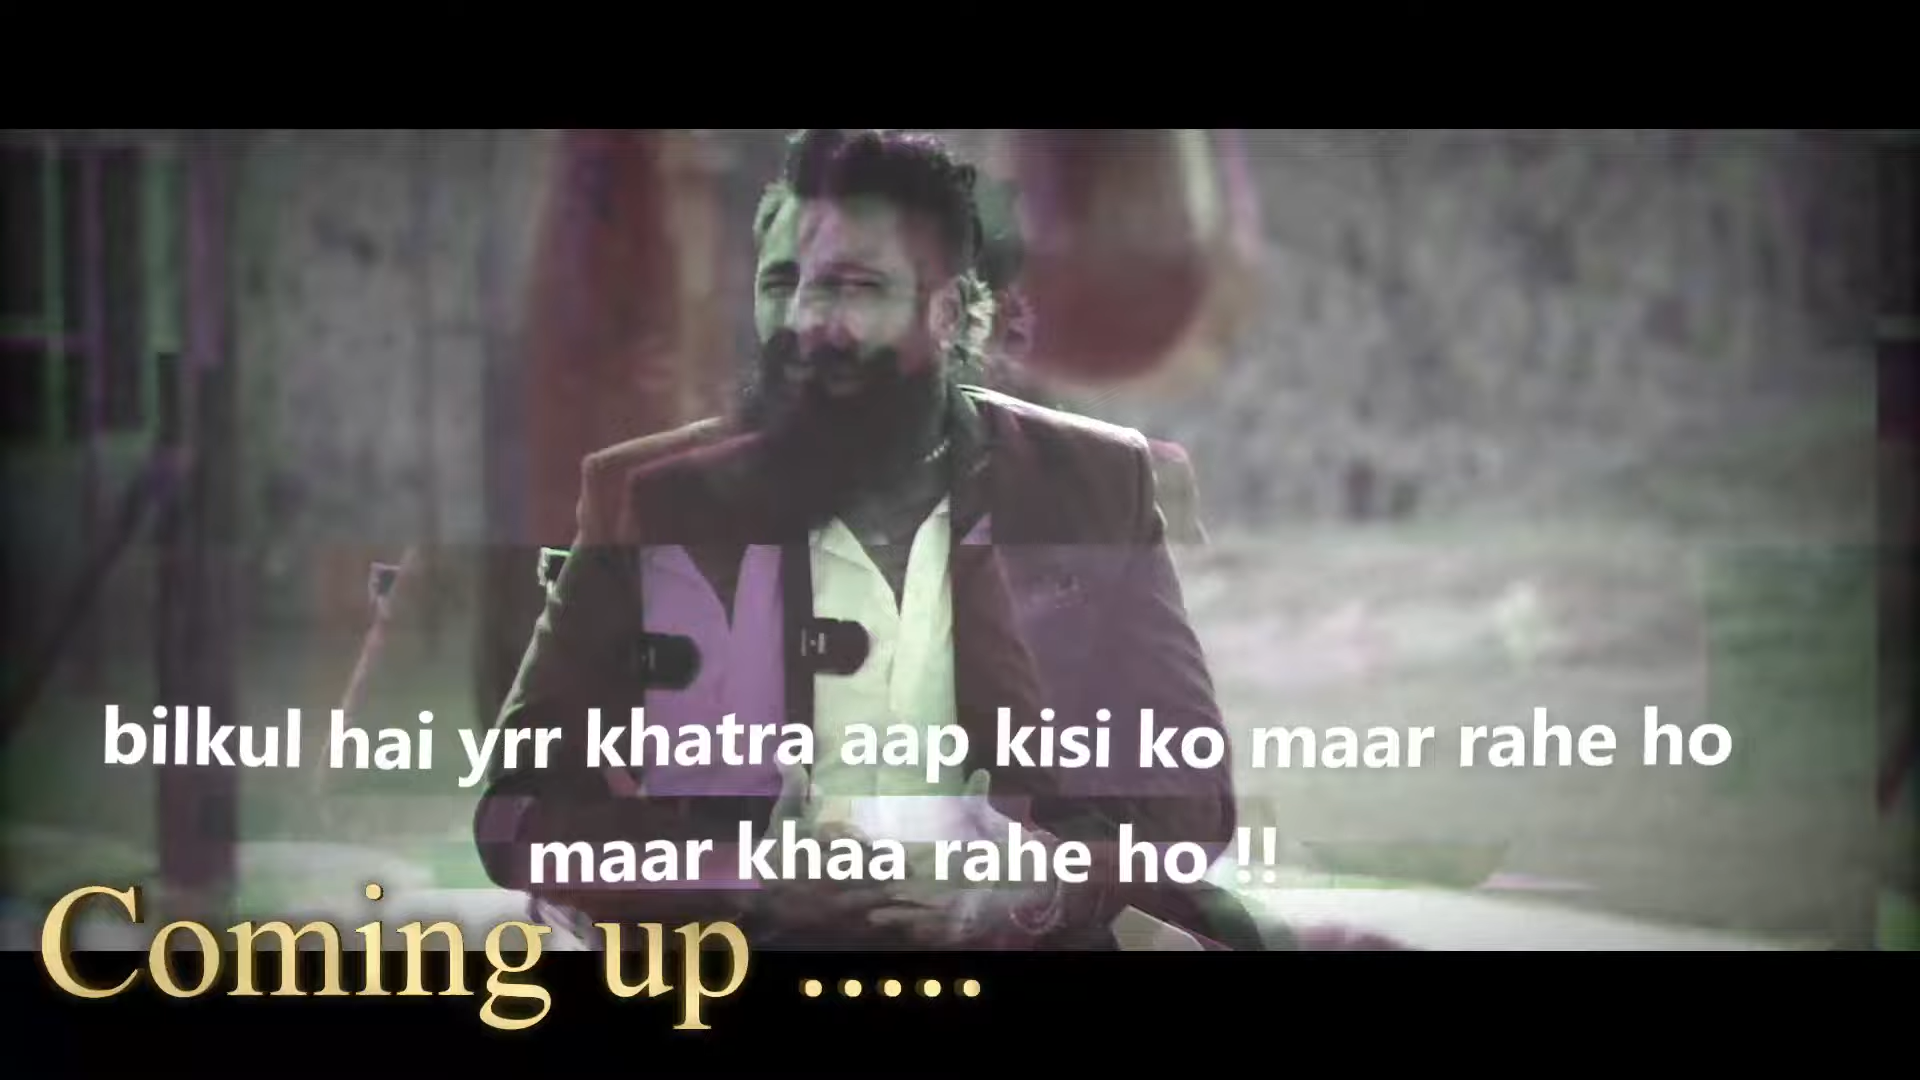 bilkul hai yrr khatra aap kisi ko maar rahe ho
maar khaa rahe ho !!
Coming up .....